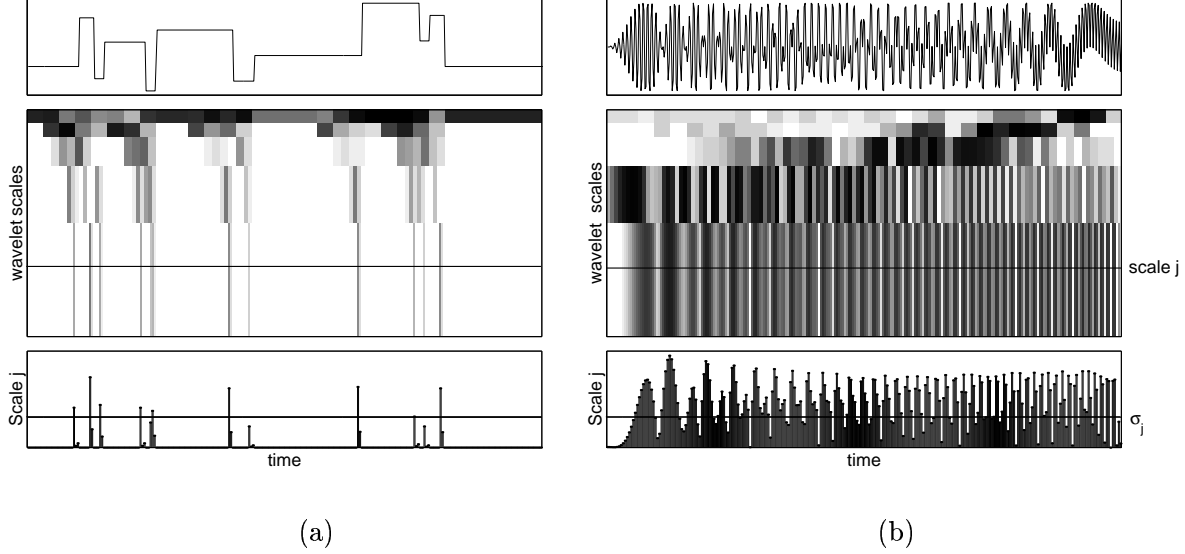 wavelet scales
Scale j
time
(a)
wavelet scales
scale j
Scale j
σj
time
(b)